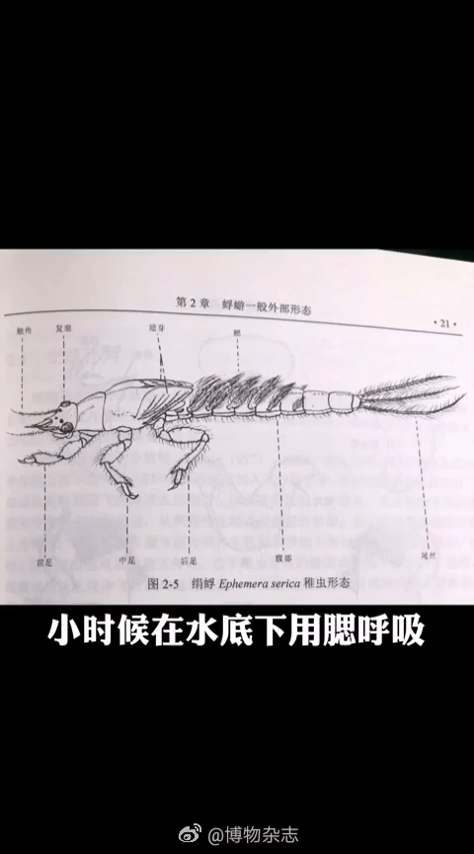 第 2 章　蜉蝣一般外部形态
·21·
触角 复眼 翅芽 鳃
前足 中足 后足 腹部 尾丝
图 2-5　绢蜉 Ephemera serica 稚虫形态
小时候在水底下用腮呼吸
@博物杂志